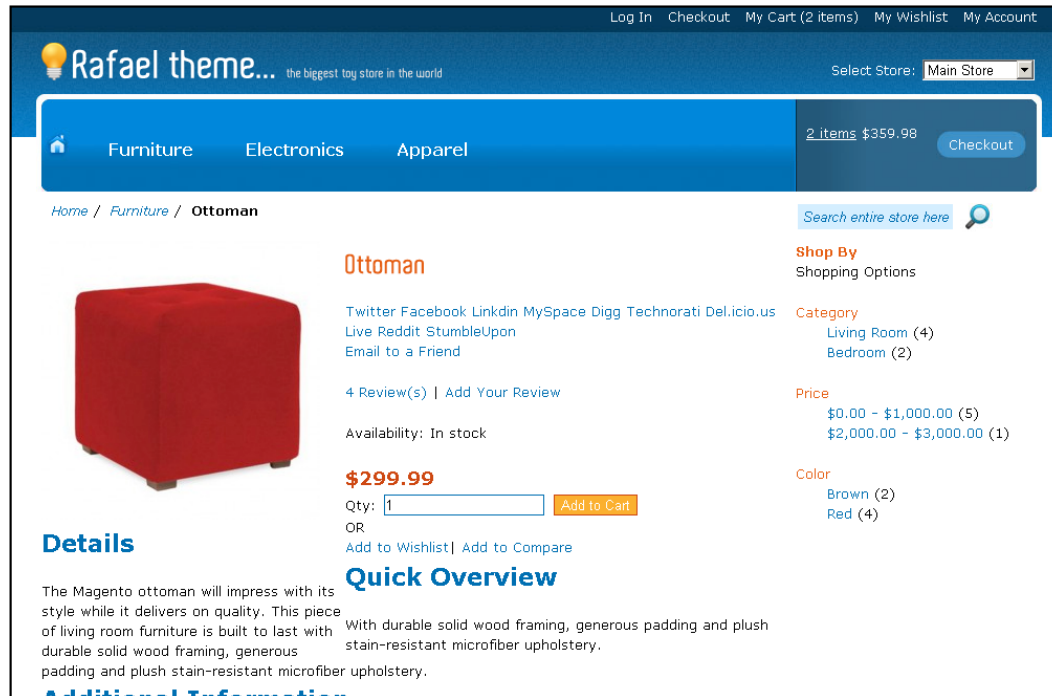 Log In Checkout My Cart (2 items) My Wishlist My Account
Rafael theme... the biggest toy store in the world
Select Store: Main Store
Furniture Electronics Apparel
2 items $359.98
Checkout
Home / Furniture / Ottoman
Search entire store here
Ottoman
Twitter Facebook Linkdin MySpace Digg Technorati Del.icio.us
Live Reddit StumbleUpon
Email to a Friend
4 Review(s) | Add Your Review
Availability: In stock
$299.99
Qty: 1 Add to Cart
OR
Add to Wishlist| Add to Compare
Quick Overview
With durable solid wood framing, generous padding and plush
stain-resistant microfiber upholstery.
Details
The Magento ottoman will impress with its
style while it delivers on quality. This piece
of living room furniture is built to last with
durable solid wood framing, generous
padding and plush stain-resistant microfiber upholstery.
Additional Information
Shop By
Shopping Options
Category
Living Room (4)
Bedroom (2)
Price
$0.00 - $1,000.00 (5)
$2,000.00 - $3,000.00 (1)
Color
Brown (2)
Red (4)